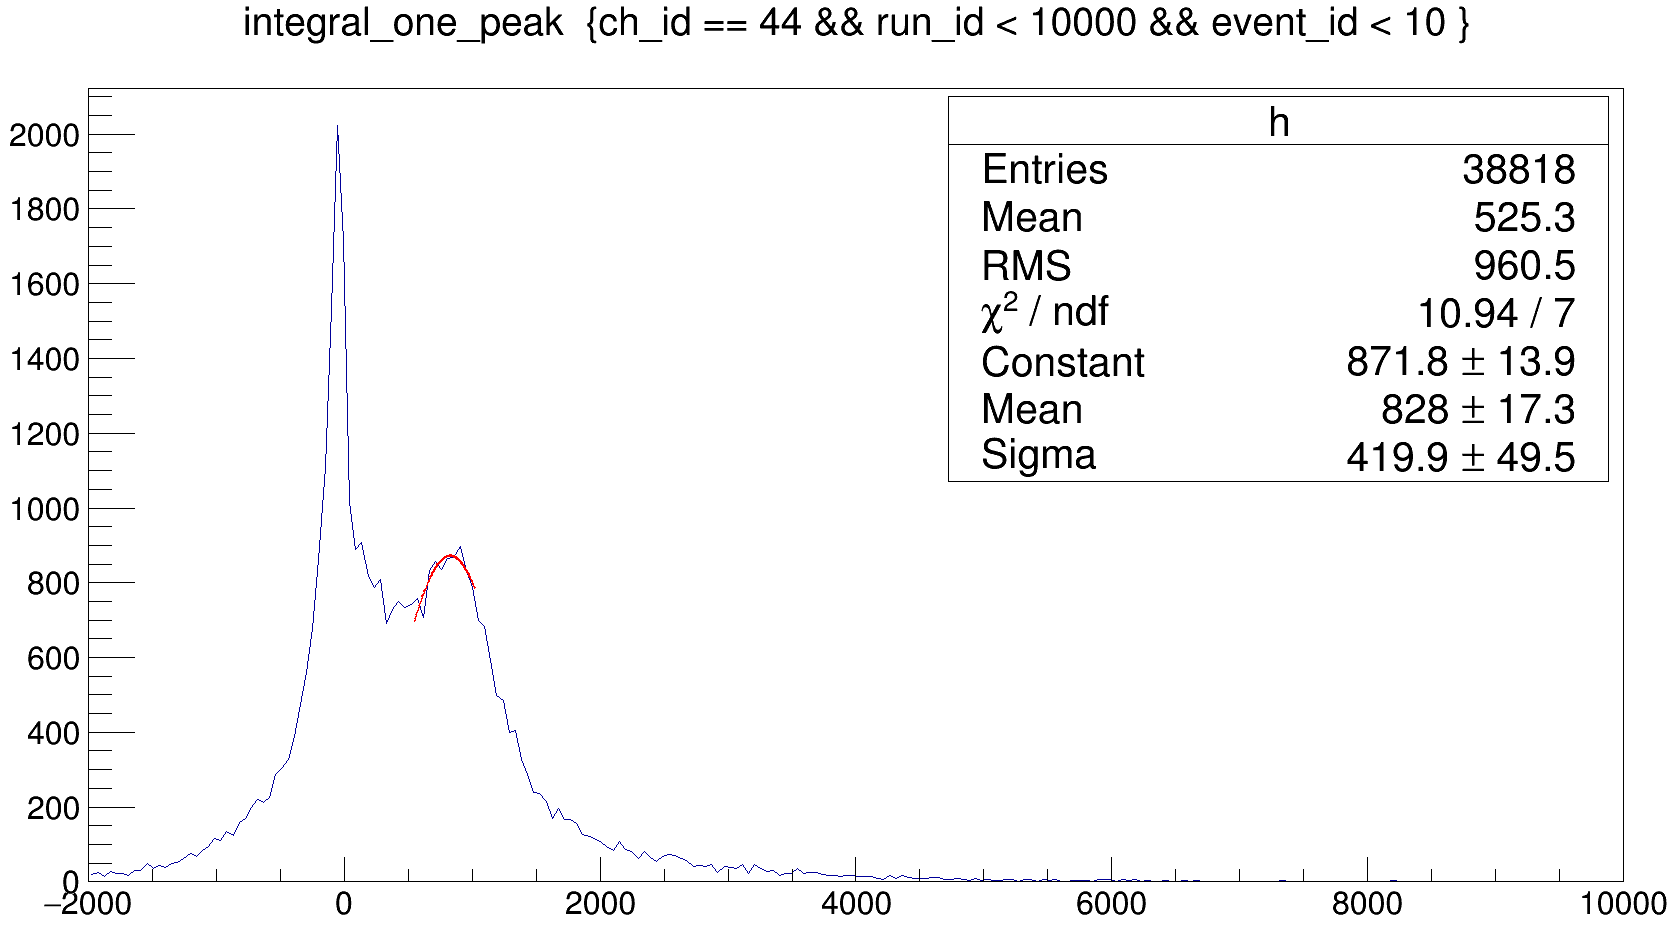 integral_one_peak {ch_id == 44 && run_id < 10000 && event_id < 10 }
h
Entries 38818
Mean 525.3
RMS 960.5
χ² / ndf 10.94 / 7
Constant 871.8 ± 13.9
Mean 828 ± 17.3
Sigma 419.9 ± 49.5
2000
1800
1600
1400
1200
1000
800
600
400
200
0
−2000 0 2000 4000 6000 8000 10000